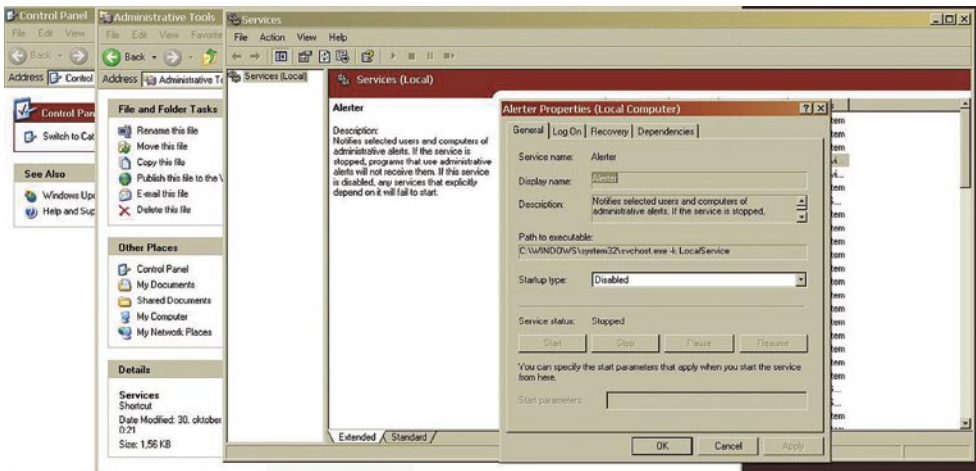 Control Panel
File Edit View
Back
Address Control
Control Pan
Switch to Cat
See Also
Windows Upd
Help and Sup
Administrative Tools
File Edit View Favorite
Back
Address Administrative T
File and Folder Tasks
Rename this file
Move this file
Copy this file
Publish this file to the W
E-mail this file
Delete this file
Other Places
Control Panel
My Documents
Shared Documents
My Computer
My Network Places
Details
Services
Shortcut
Date Modified: 30. oktober
0:21
Size: 1,56 KB
Services
File Action View Help
Services (Local)
Services (Local)
Alerter
Description:
Notifies selected users and computers of
administrative alerts. If the service is
stopped, programs that use administrative
alerts will not receive them. If this service
is disabled, any services that explicitly
depend on it will fail to start.
Extended Standard
Alerter Properties (Local Computer)
General Log On Recovery Dependencies
Service name: Alerter
Display name: Alerter
Description: Notifies selected users and computers of
administrative alerts. If the service is stopped,
Path to executable:
C:\WINDOWS\system32\svchost.exe -k LocalService
Startup type: Disabled
Service status: Stopped
Start Stop Pause Resume
You can specify the start parameters that apply when you start the service
from here.
Start parameters:
OK Cancel Apply